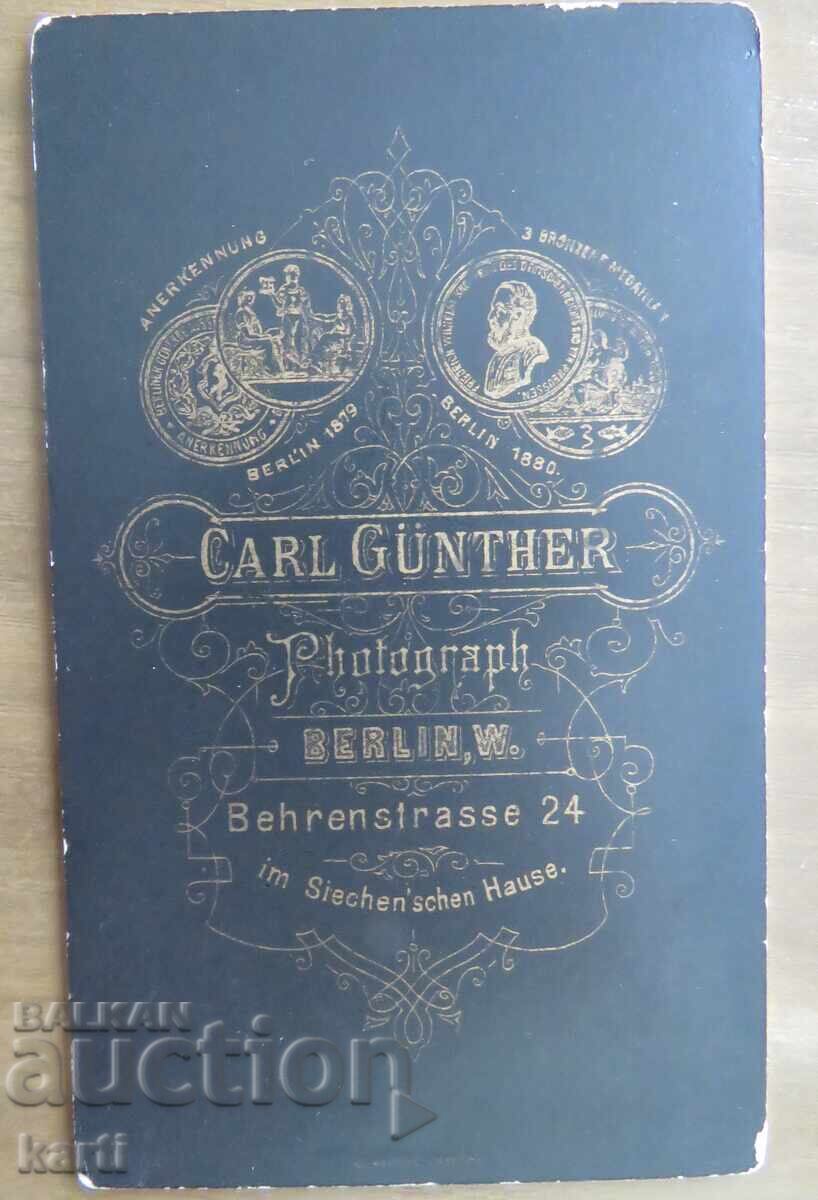 ANERKENNUNG
3 BRONZENE MEDAILLEN
ANERKENNUNG
3
BERLIN 1879
BERLIN 1880.
CARL GÜNTHER
Photograph
BERLIN, W.
Behrenstrasse 24
im Siechen'schen Hause.
BALKAN
auction
karti